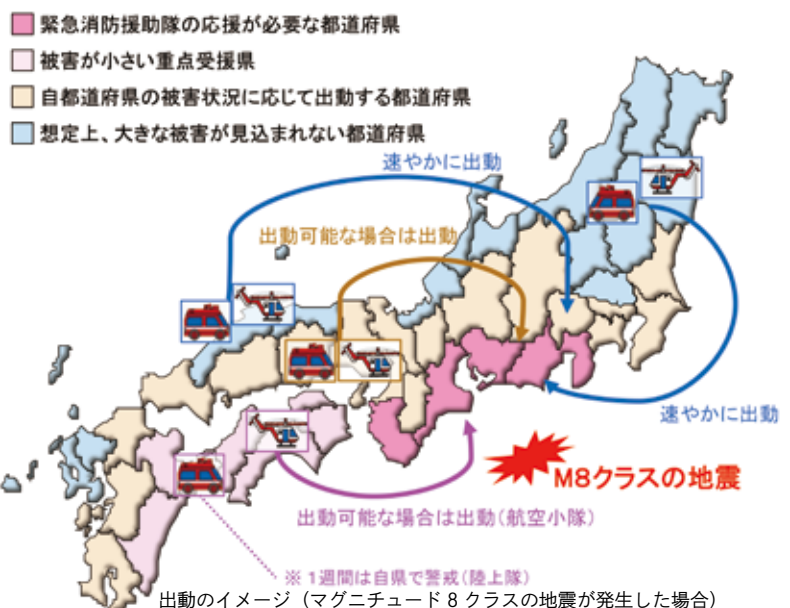 緊急消防援助隊の応援が必要な都道府県
被害が小さい重点受援県
自都道府県の被害状況に応じて出動する都道府県
想定上、大きな被害が見込まれない都道府県
速やかに出動
出動可能な場合は出動
速やかに出動
M8クラスの地震
出動可能な場合は出動(航空小隊)
※1週間は自県で警戒(陸上隊)
出動のイメージ(マグニチュード8クラスの地震が発生した場合)